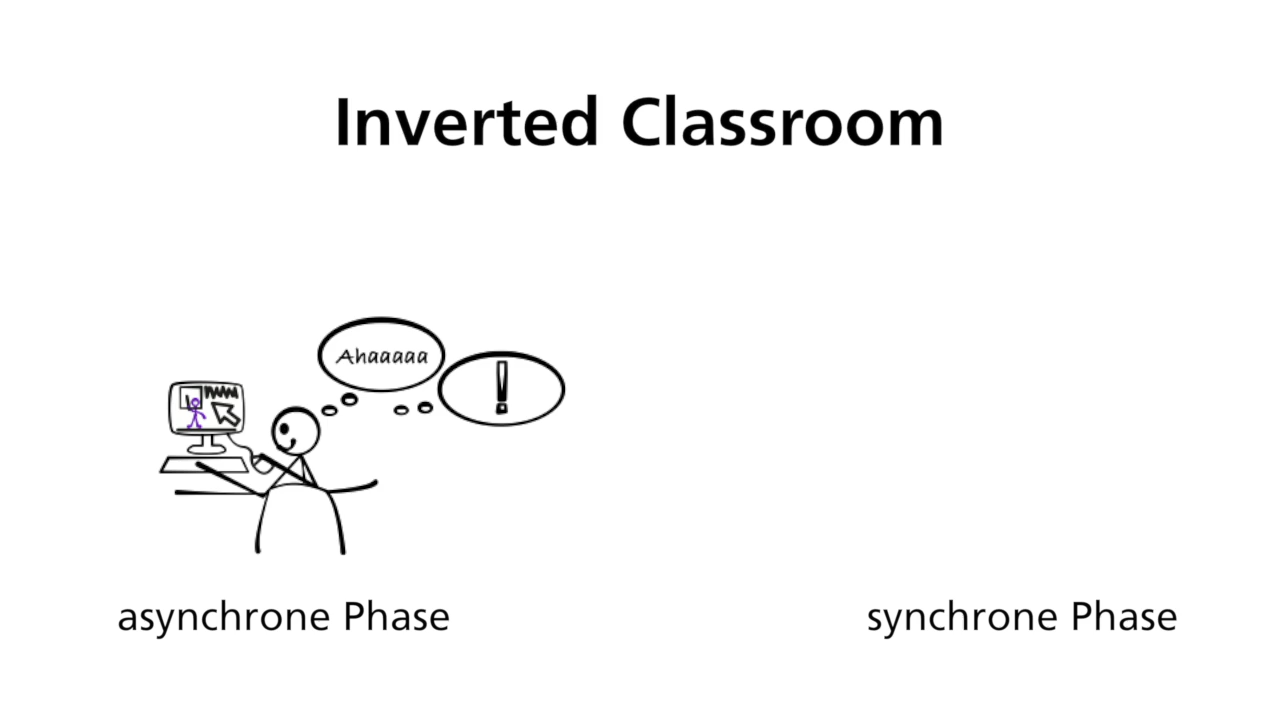 Inverted Classroom
Ahaaaaa
!
asynchrone Phase
synchrone Phase